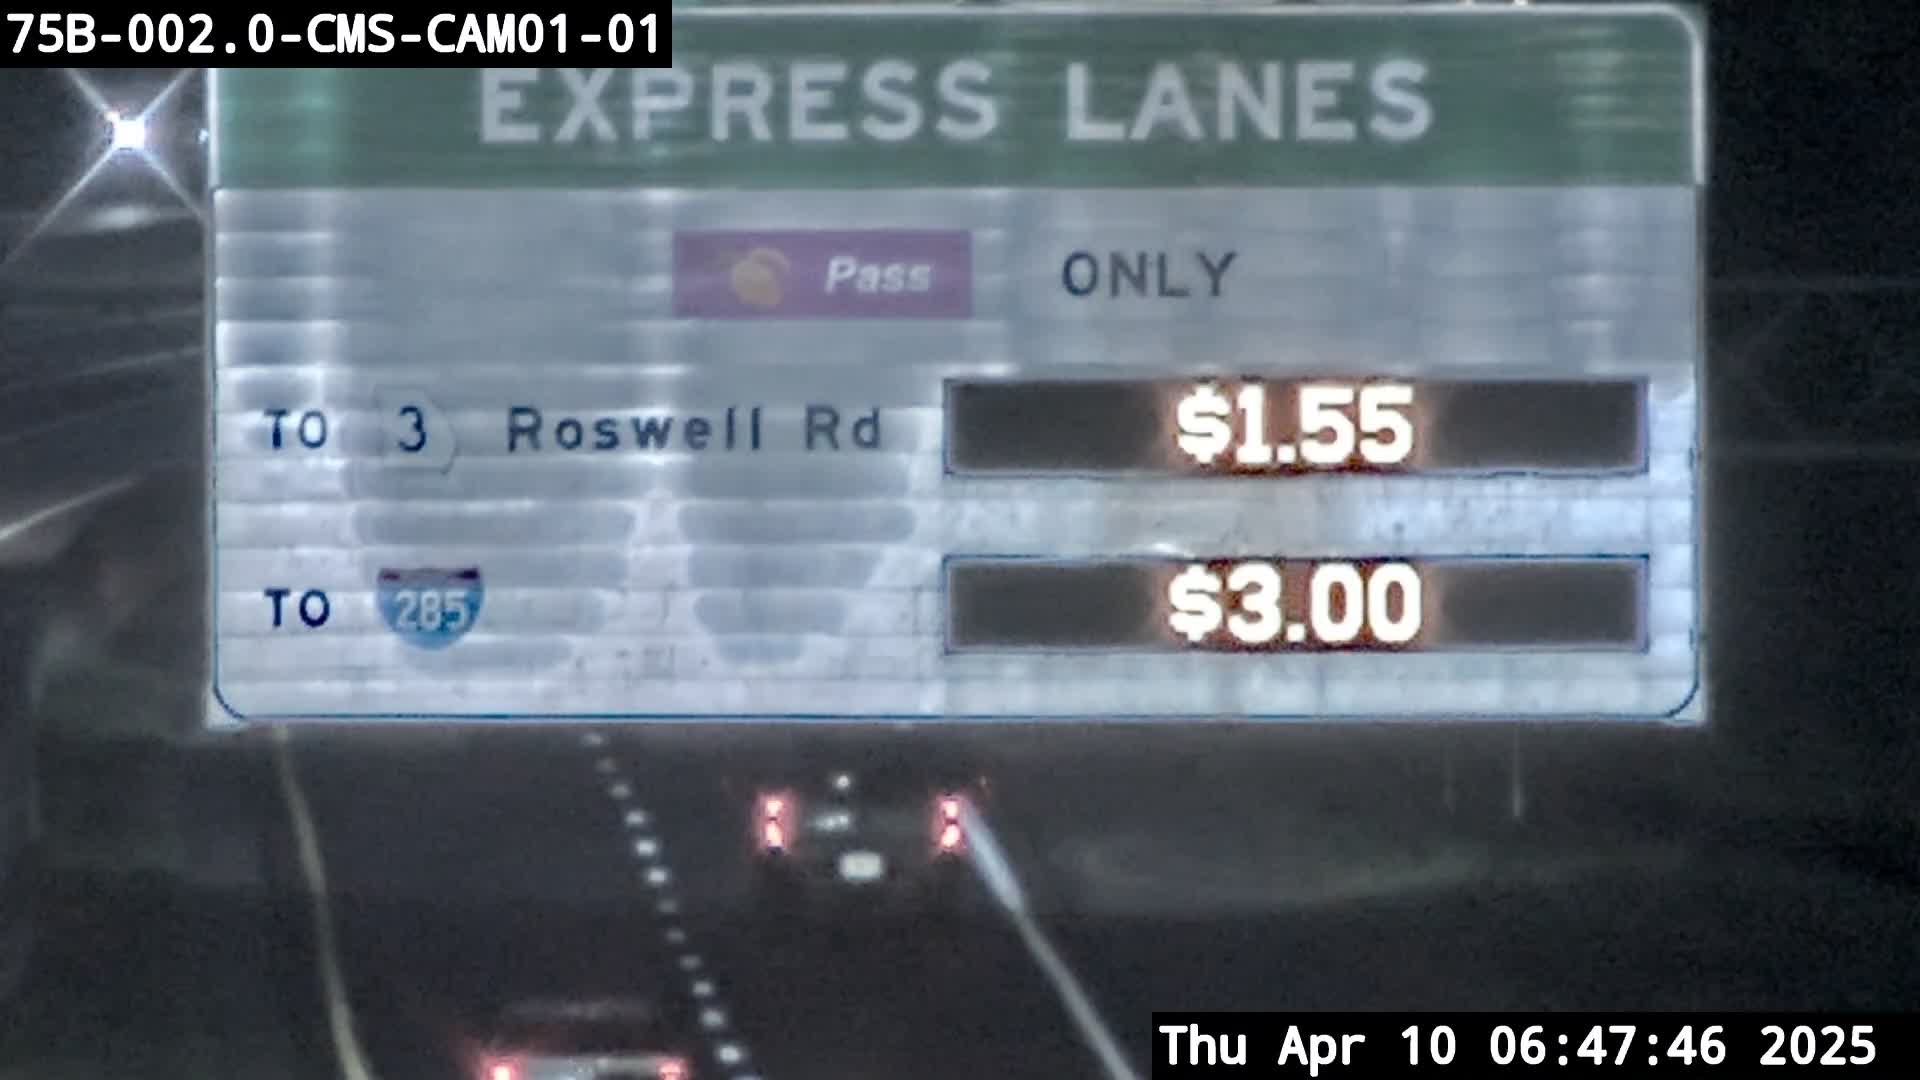 75B-002.0-CMS-CAM01-01
EXPRESS LANES
Pass ONLY
TO 3 Roswell Rd $1.55
TO 285 $3.00
Thu Apr 10 06:47:46 2025